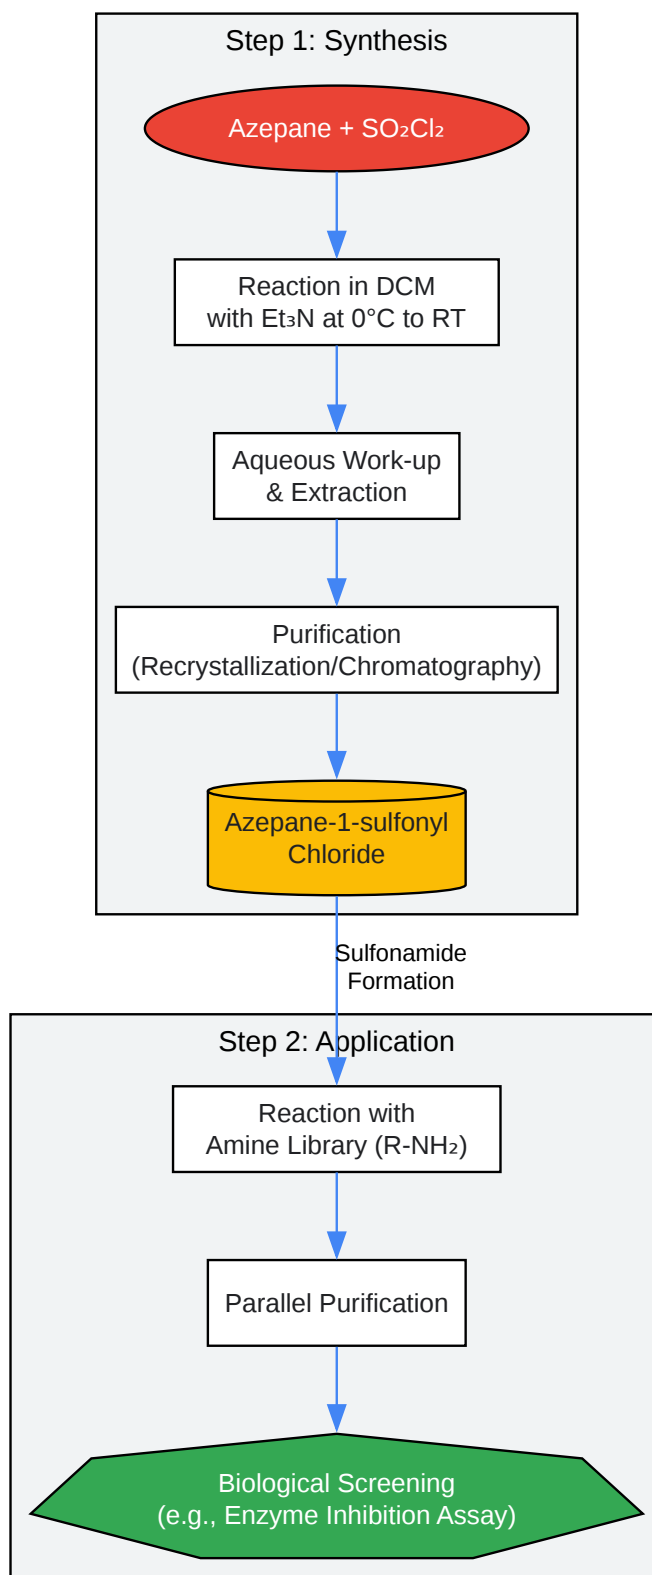 Step 1: Synthesis
Azepane + SO₂Cl₂
Reaction in DCM
with Et₃N at 0°C to RT
Aqueous Work-up
& Extraction
Purification
(Recrystallization/Chromatography)
Azepane-1-sulfonyl
Chloride
Sulfonamide
Formation
Step 2: Application
Reaction with
Amine Library (R-NH₂)
Parallel Purification
Biological Screening
(e.g., Enzyme Inhibition Assay)